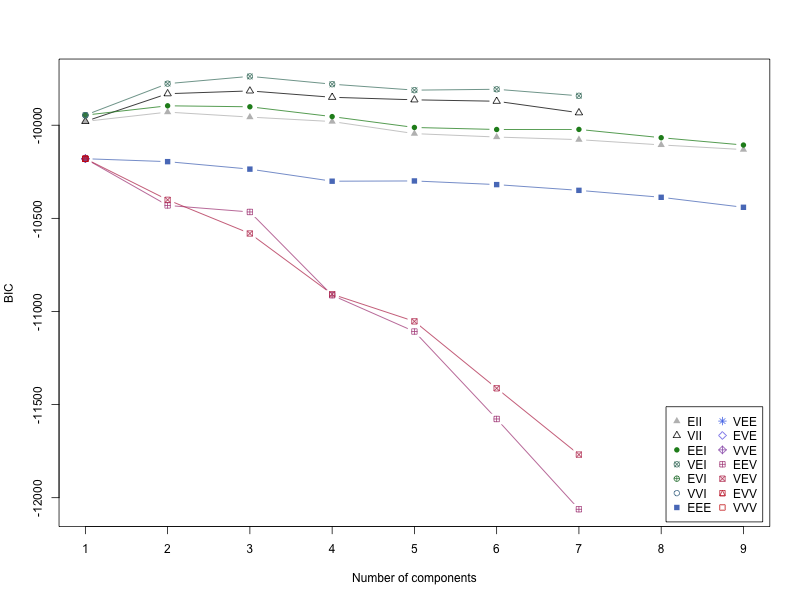 BIC
-10000
-10500
-11000
-11500
-12000
1 2 3 4 5 6 7 8 9
Number of components
EII VEE
VII EVE
EEI VVE
VEI EEV
EVI VEV
VVI EVV
EEE VVV